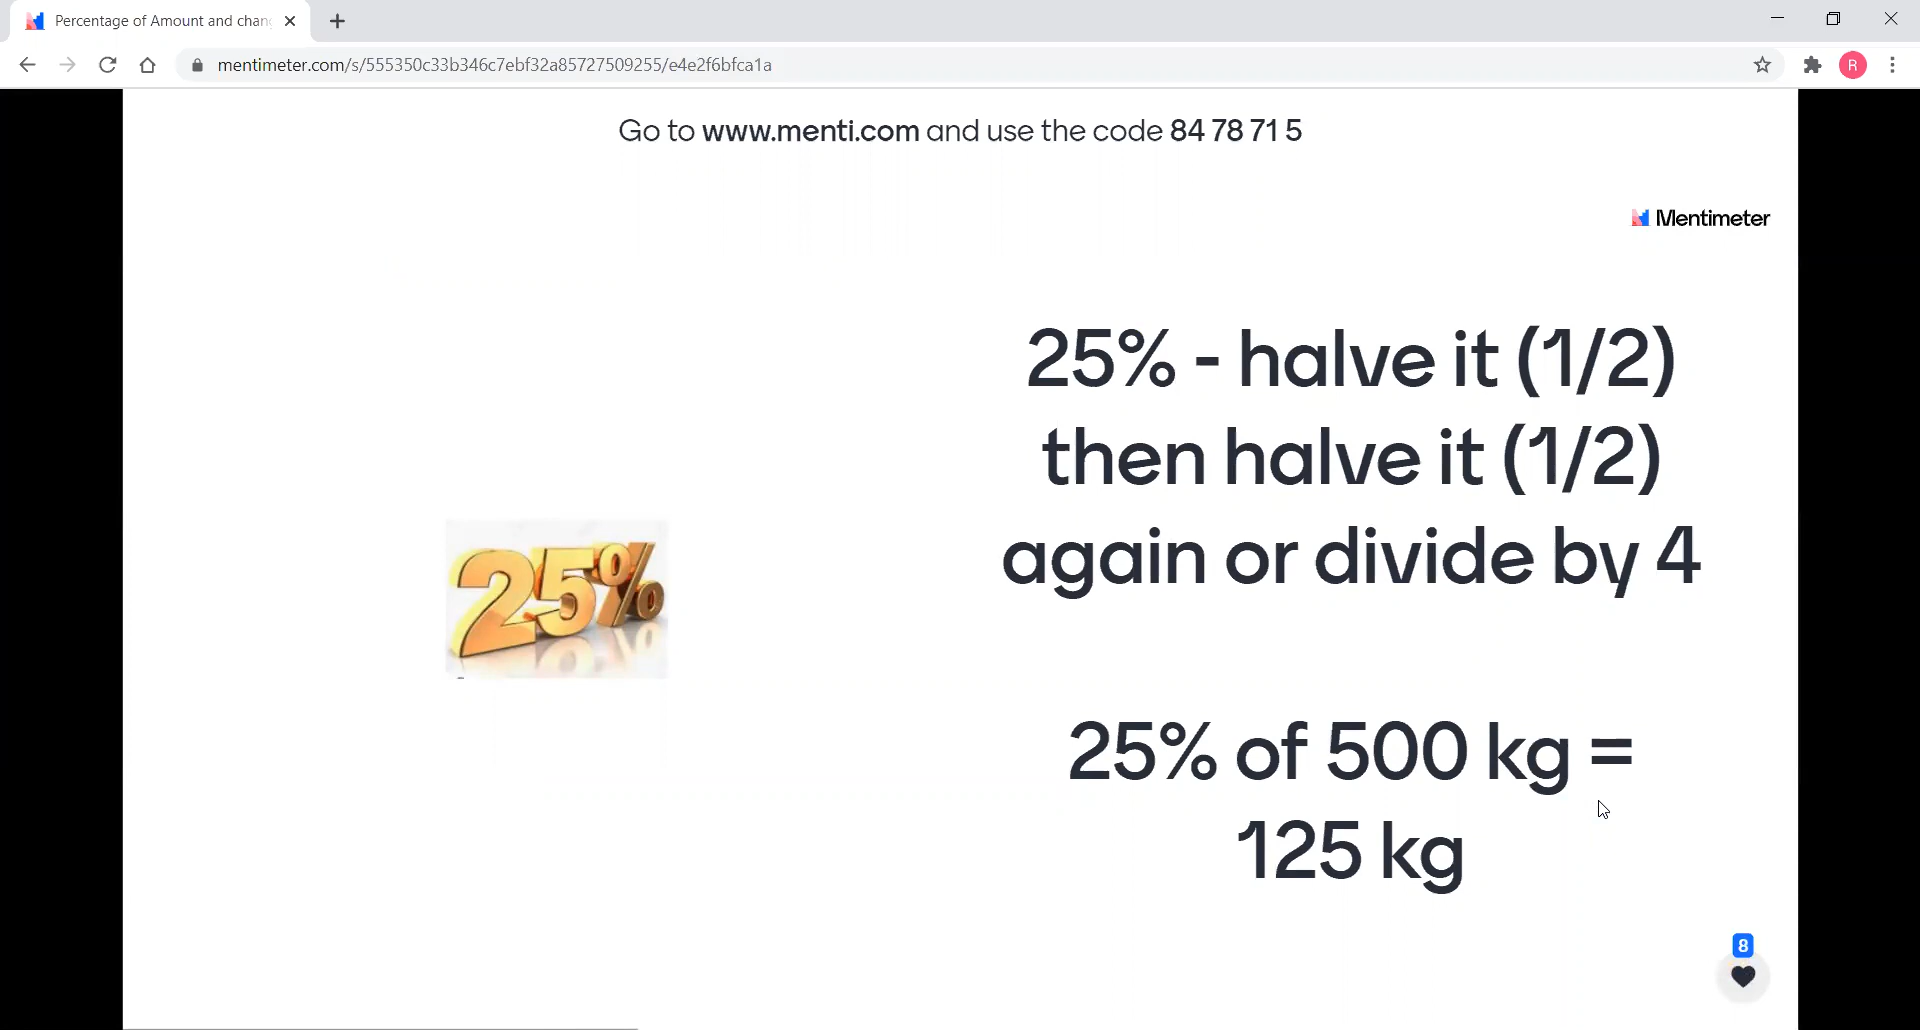 Percentage of Amount and chan
mentimeter.com/s/555350c33b346c7ebf32a85727509255/e4e2f6bfca1a
R
Go to www.menti.com and use the code 84 78 71 5
Mentimeter
25% - halve it (1/2)
then halve it (1/2)
again or divide by 4
25%
25% of 500 kg =
125 kg
8